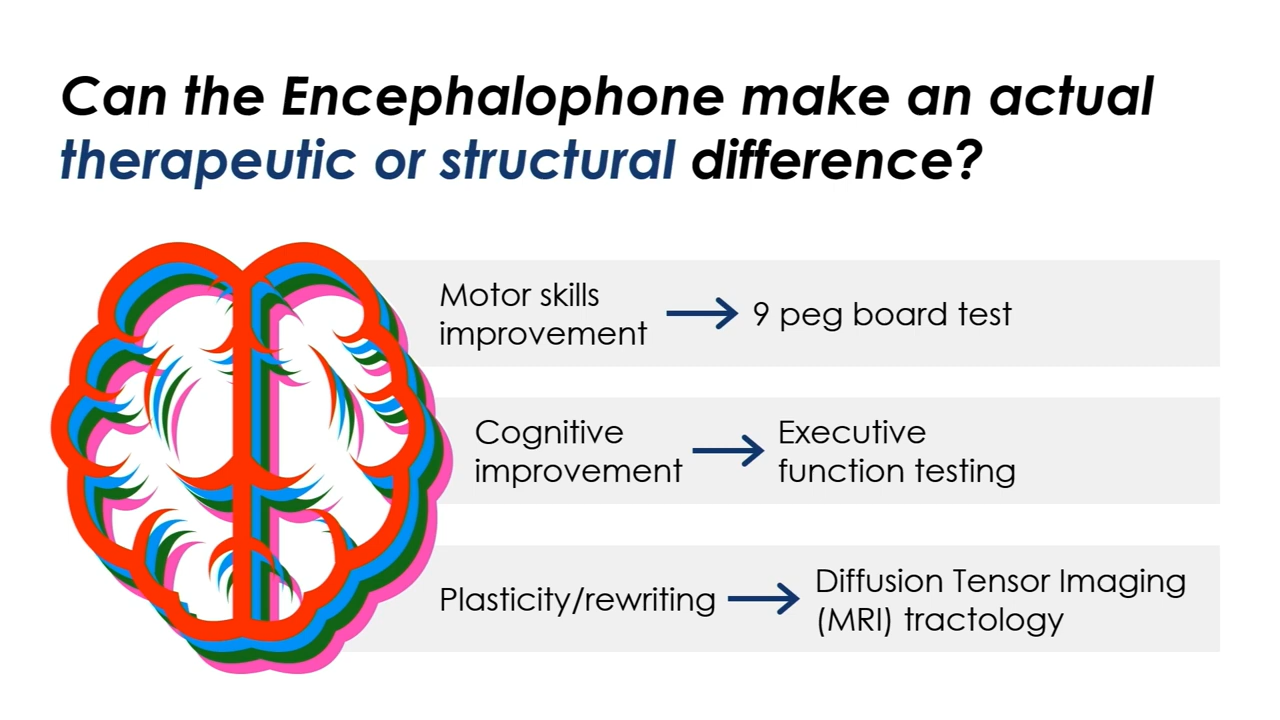 Can the Encephalophone make an actual
therapeutic or structural difference?
Motor skills
improvement
9 peg board test
Cognitive
improvement
Executive
function testing
Plasticity/rewriting
Diffusion Tensor Imaging
(MRI) tractology